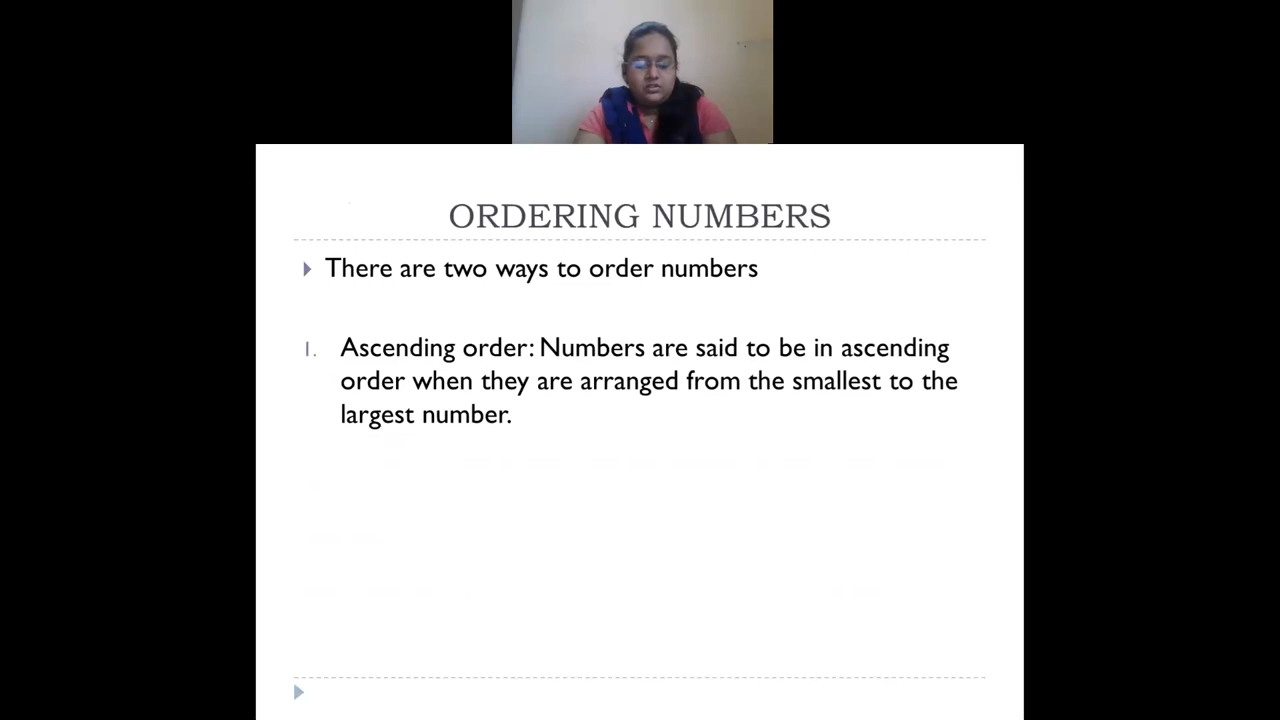 ORDERING NUMBERS
There are two ways to order numbers
1. Ascending order: Numbers are said to be in ascending
order when they are arranged from the smallest to the
largest number.